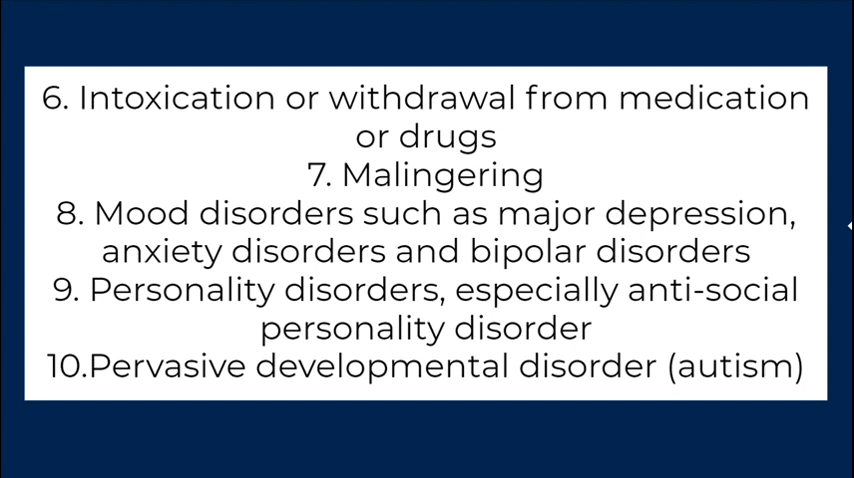 6. Intoxication or withdrawal from medication
or drugs
7. Malingering
8. Mood disorders such as major depression,
anxiety disorders and bipolar disorders
9. Personality disorders, especially anti-social
personality disorder
10.Pervasive developmental disorder (autism)